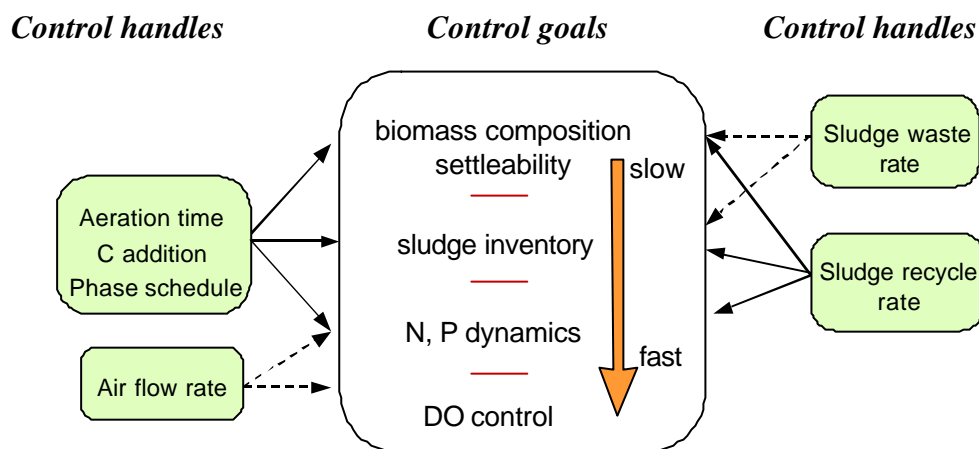 Control handles
Control goals
Control handles
Aeration time
C addition
Phase schedule
Air flow rate
biomass composition
settleability
slow
sludge inventory
N, P dynamics
fast
DO control
Sludge waste
rate
Sludge recycle
rate